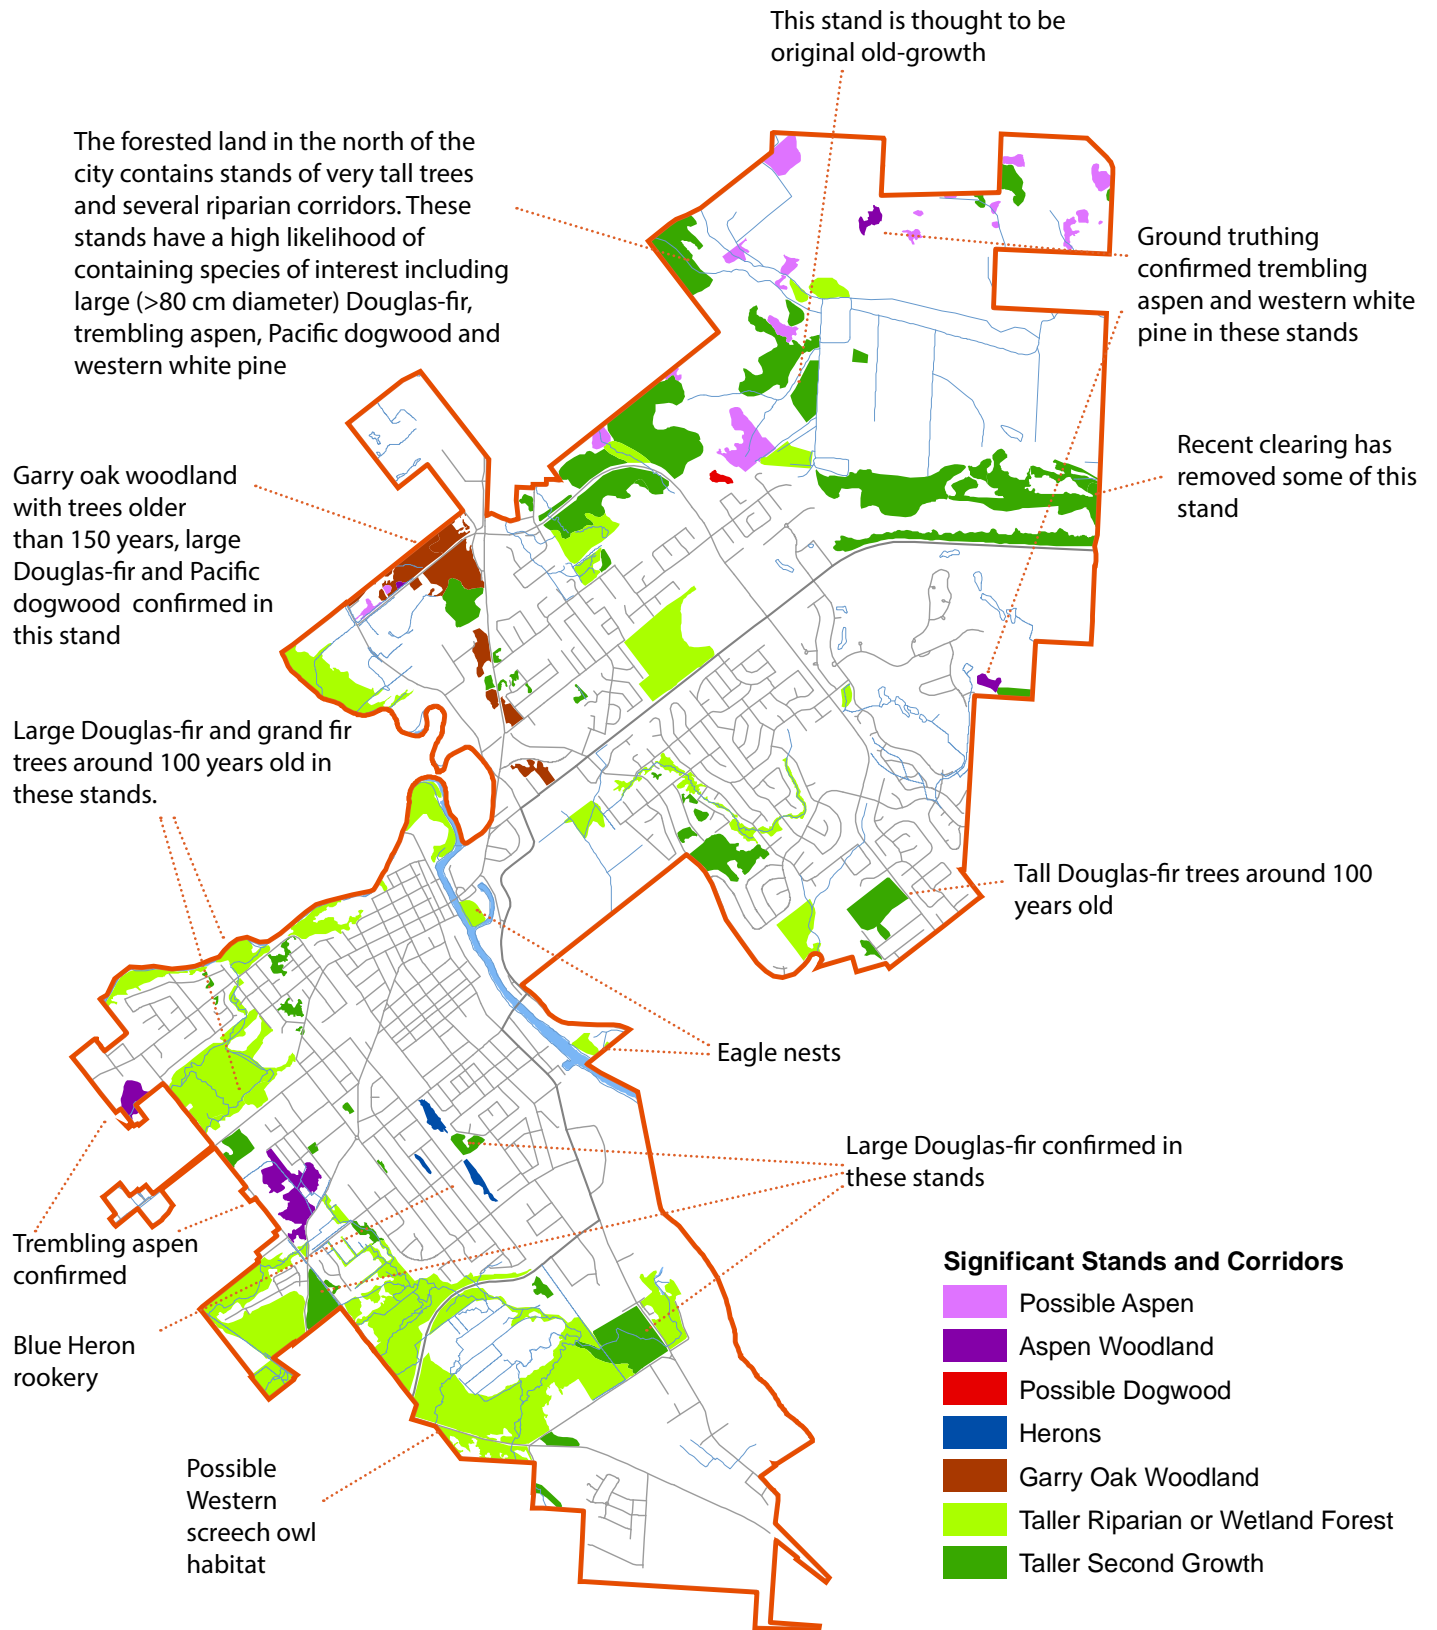 This stand is thought to be
original old-growth
The forested land in the north of the
city contains stands of very tall trees
and several riparian corridors. These
stands have a high likelihood of
containing species of interest including
large (>80 cm diameter) Douglas-fir,
trembling aspen, Pacific dogwood and
western white pine
Ground truthing
confirmed trembling
aspen and western white
pine in these stands
Recent clearing has
removed some of this
stand
Garry oak woodland
with trees older
than 150 years, large
Douglas-fir and Pacific
dogwood confirmed in
this stand
Large Douglas-fir and grand fir
trees around 100 years old in
these stands.
Tall Douglas-fir trees around 100
years old
Eagle nests
Large Douglas-fir confirmed in
these stands
Trembling aspen
confirmed
Blue Heron
rookery
Possible
Western
screech owl
habitat
Significant Stands and Corridors
Possible Aspen
Aspen Woodland
Possible Dogwood
Herons
Garry Oak Woodland
Taller Riparian or Wetland Forest
Taller Second Growth